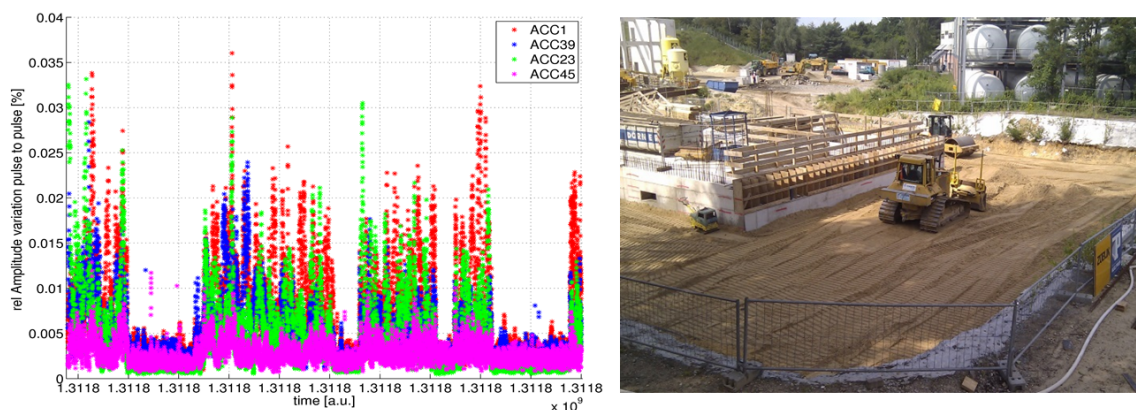 0.04
0.035
0.03
0.025
0.02
0.015
0.01
0.005
0
rel Amplitude variation pulse to pulse [%]
ACC1
ACC39
ACC23
ACC45
1.3118 1.3118 1.3118 1.3118 1.3118 1.3118 1.3118 1.3118 1.3118 1.3118 1.3118
time [a.u.]
x 10⁹